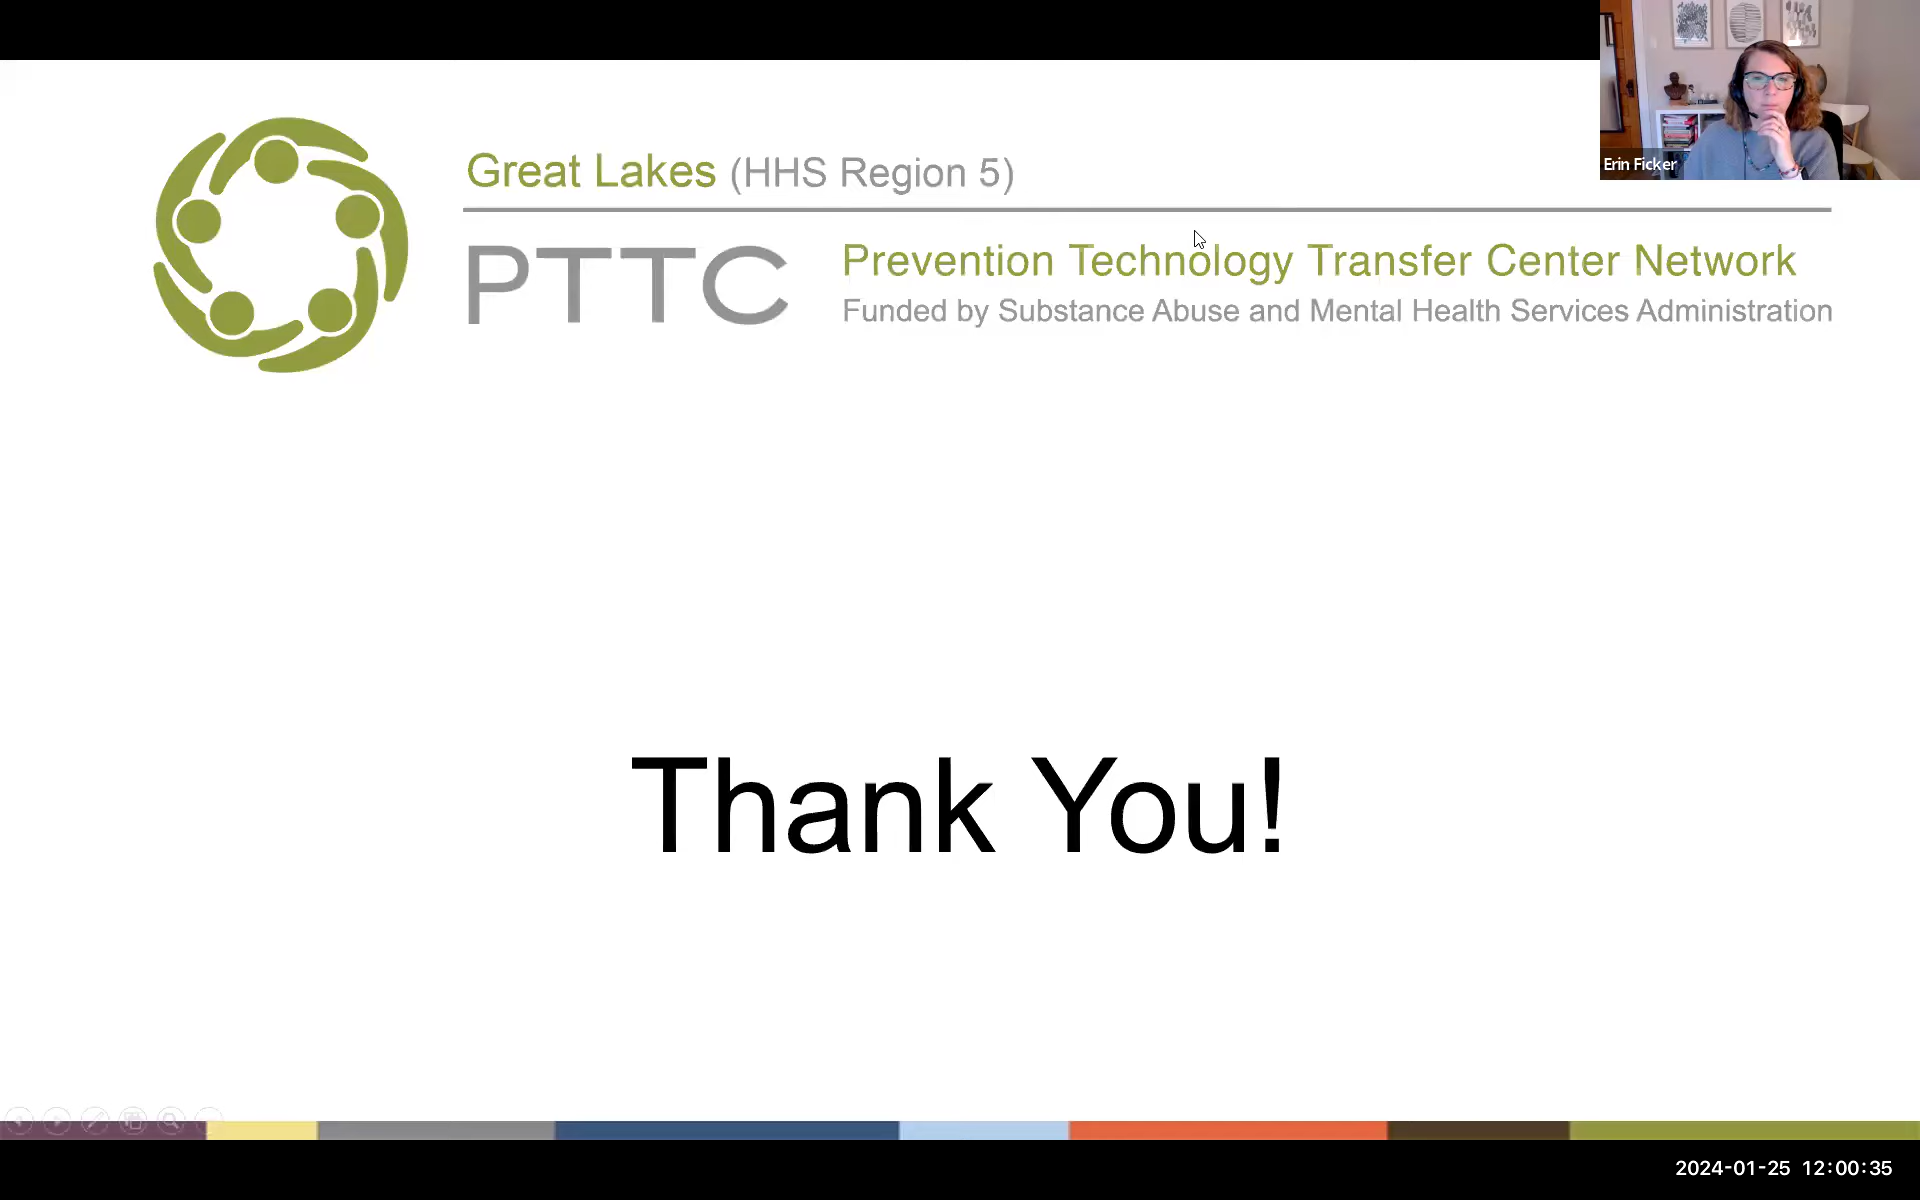 Great Lakes (HHS Region 5)
PTTC
Prevention Technology Transfer Center Network
Funded by Substance Abuse and Mental Health Services Administration
Erin Ficker
Thank You!
2024-01-25 12:00:35